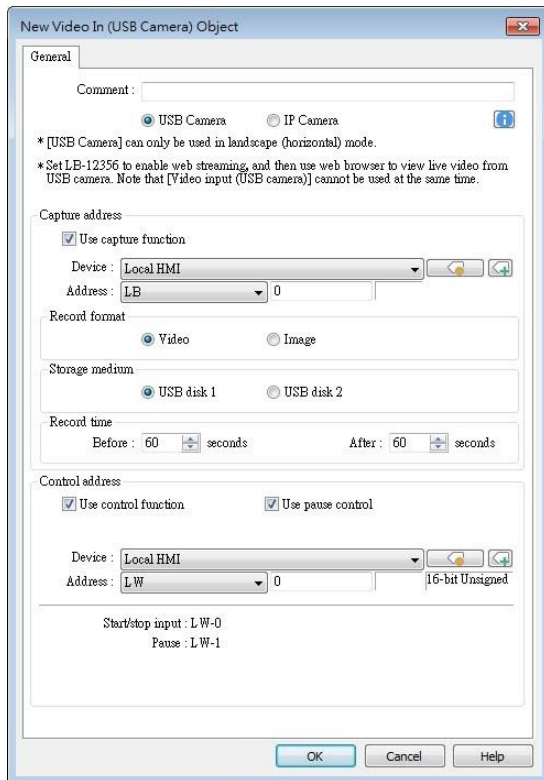 New Video In (USB Camera) Object
General
Comment :
USB Camera IP Camera
* [USB Camera] can only be used in landscape (horizontal) mode.
* Set LB-12356 to enable web streaming, and then use web browser to view live video from
USB camera. Note that [Video input (USB camera)] cannot be used at the same time.
Capture address
Use capture function
Device : Local HMI
Address : LB 0
Record format
Video Image
Storage medium
USB disk 1 USB disk 2
Record time
Before : 60 seconds After : 60 seconds
Control address
Use control function Use pause control
Device : Local HMI
Address : LW 0 16-bit Unsigned
Start/stop input : LW-0
Pause : LW-1
OK Cancel Help